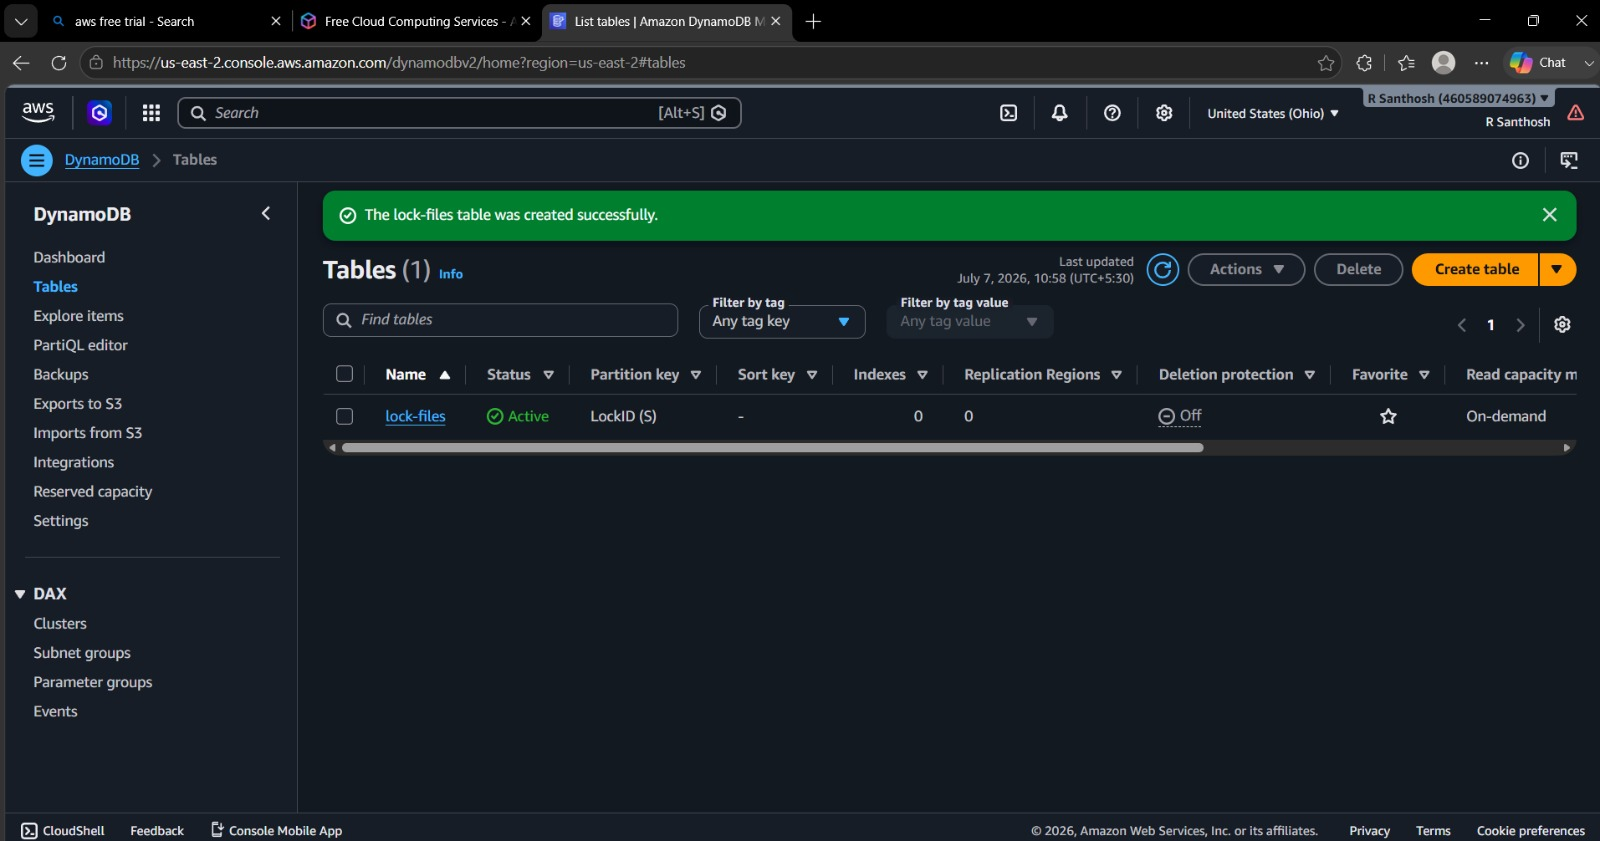 aws free trial - Search
Free Cloud Computing Services - A
List tables | Amazon DynamoDB M
https://us-east-2.console.aws.amazon.com/dynamodbv2/home?region=us-east-2#tables
Chat
aws
Search
[Alt+S]
United States (Ohio)
R Santhosh (460589074963)
R Santhosh
DynamoDB
Tables
DynamoDB
Dashboard
Tables
Explore items
PartiQL editor
Backups
Exports to S3
Imports from S3
Integrations
Reserved capacity
Settings
DAX
Clusters
Subnet groups
Parameter groups
Events
The lock-files table was created successfully.
Tables (1) Info
Last updated
July 7, 2026, 10:58 (UTC+5:30)
Actions
Delete
Create table
Find tables
Filter by tag
Any tag key
Filter by tag value
Any tag value
1
Name Status Partition key Sort key Indexes Replication Regions Deletion protection Favorite Read capacity m
lock-files Active LockID (S) - 0 0 Off On-demand
CloudShell Feedback Console Mobile App
© 2026, Amazon Web Services, Inc. or its affiliates. Privacy Terms Cookie preferences